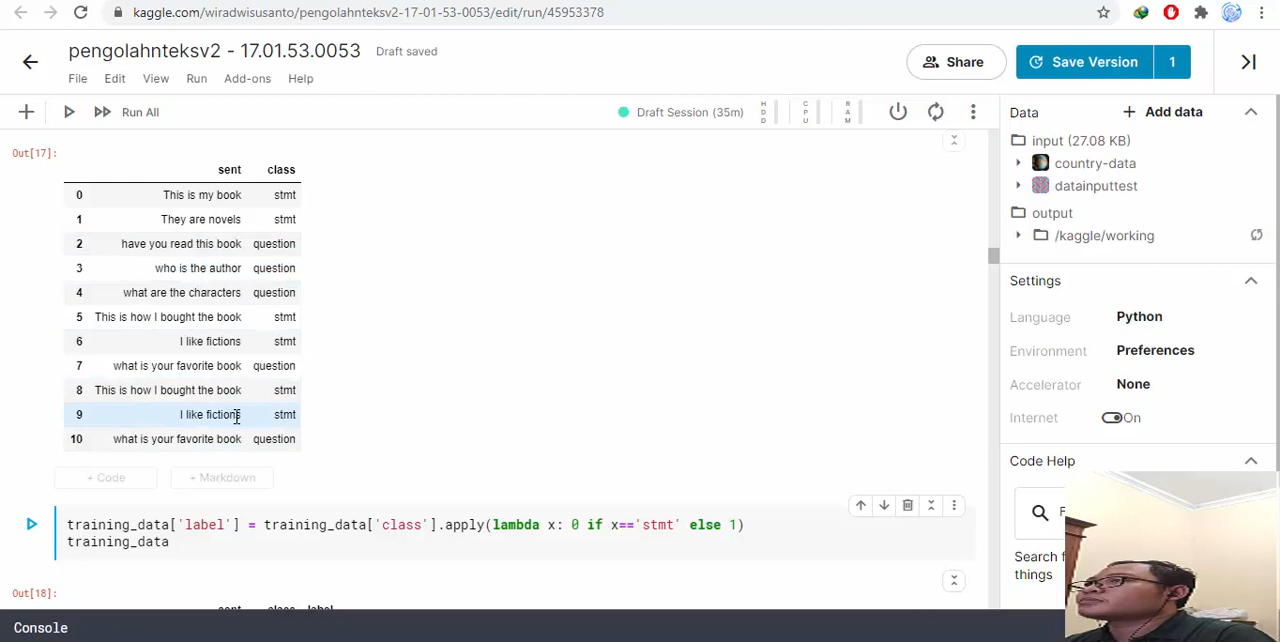 kaggle.com/wiradwisusanto/pengolahnteksv2-17-01-53-0053/edit/run/45953378
pengolahnteksv2 - 17.01.53.0053 Draft saved
File Edit View Run Add-ons Help
Share
Save Version 1
Run All
Draft Session (35m)
HDD
CPU
RAM
Out[17]:
sent class
0 This is my book stmt
1 They are novels stmt
2 have you read this book question
3 who is the author question
4 what are the characters question
5 This is how I bought the book stmt
6 I like fictions stmt
7 what is your favorite book question
8 This is how I bought the book stmt
9 I like fictions stmt
10 what is your favorite book question
+ Code + Markdown
training_data['label'] = training_data['class'].apply(lambda x: 0 if x=='stmt' else 1)
training_data
Out[18]:
sent class label
Console
Data
+ Add data
input (27.08 KB)
country-data
datainputtest
output
/kaggle/working
Settings
Language Python
Environment Preferences
Accelerator None
Internet On
Code Help
Search f
things